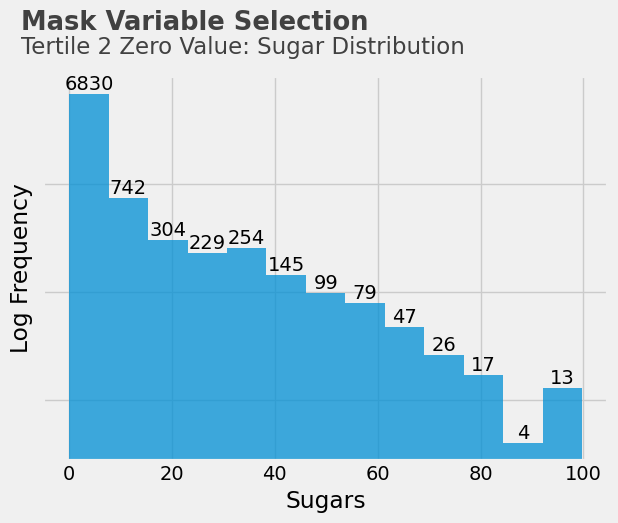 Mask Variable Selection
Tertile 2 Zero Value: Sugar Distribution
6830
742
304
229
254
145
99
79
47
26
17
4
13
Log Frequency
0 20 40 60 80 100
Sugars